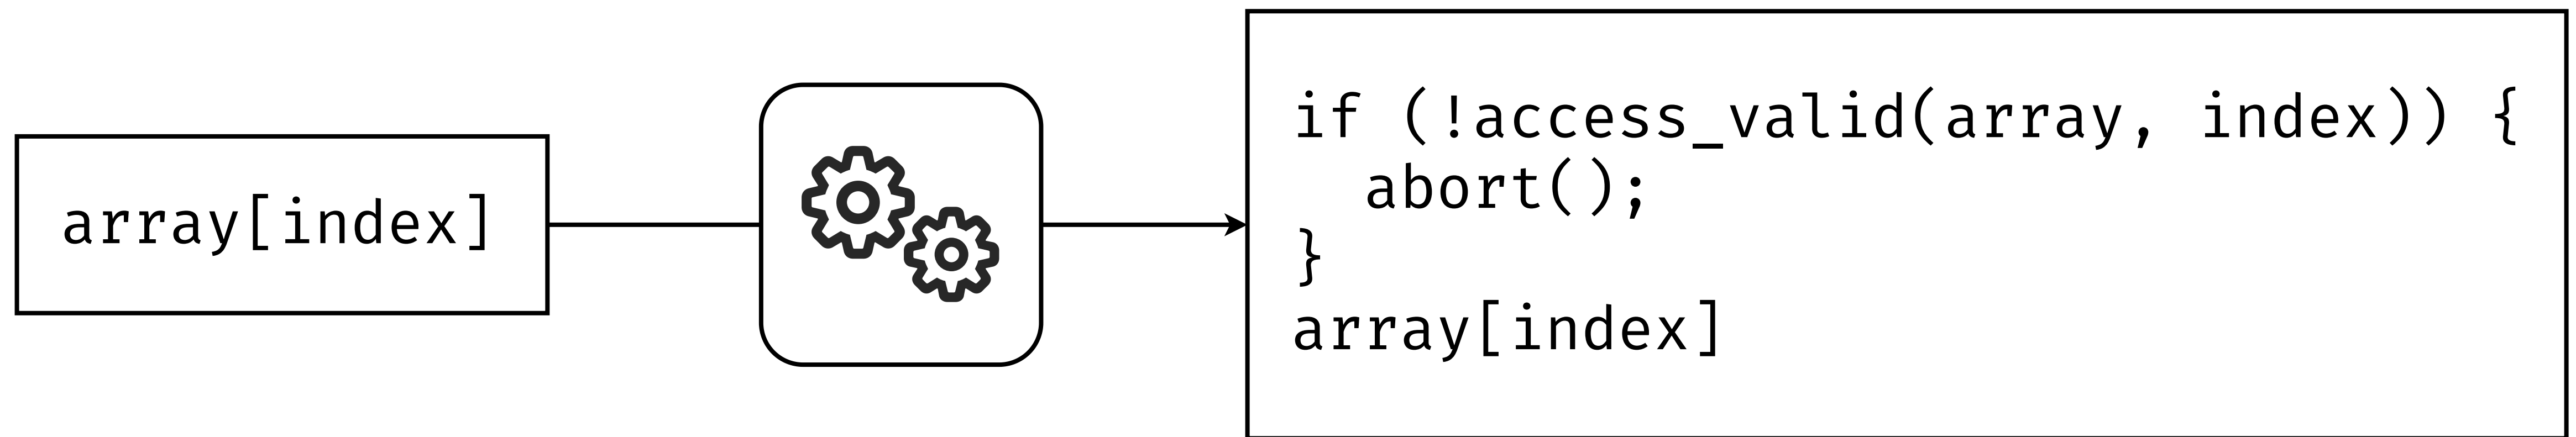 array[index]
if (!access_valid(array, index)) {
  abort();
}
array[index]